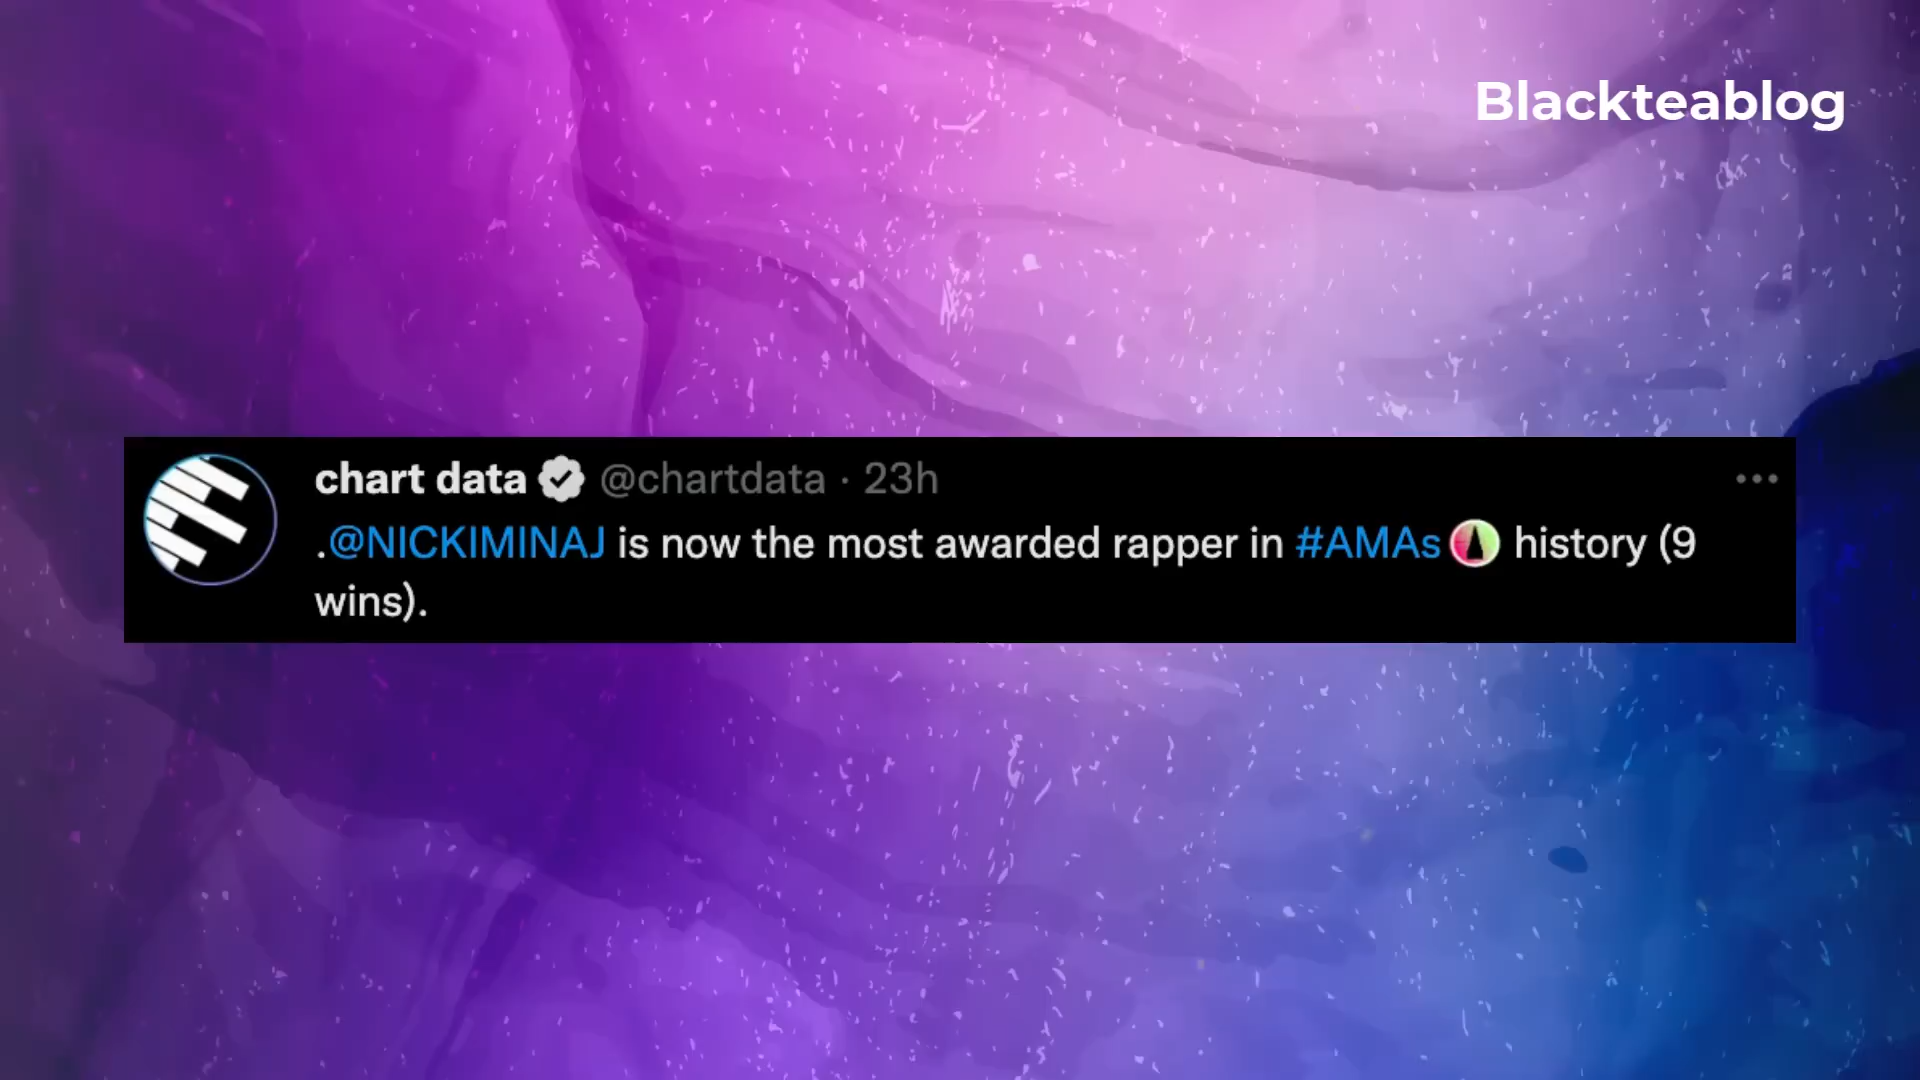 Blackteablog
chart data @chartdata · 23h
.@NICKIMINAJ is now the most awarded rapper in #AMAs history (9
wins).